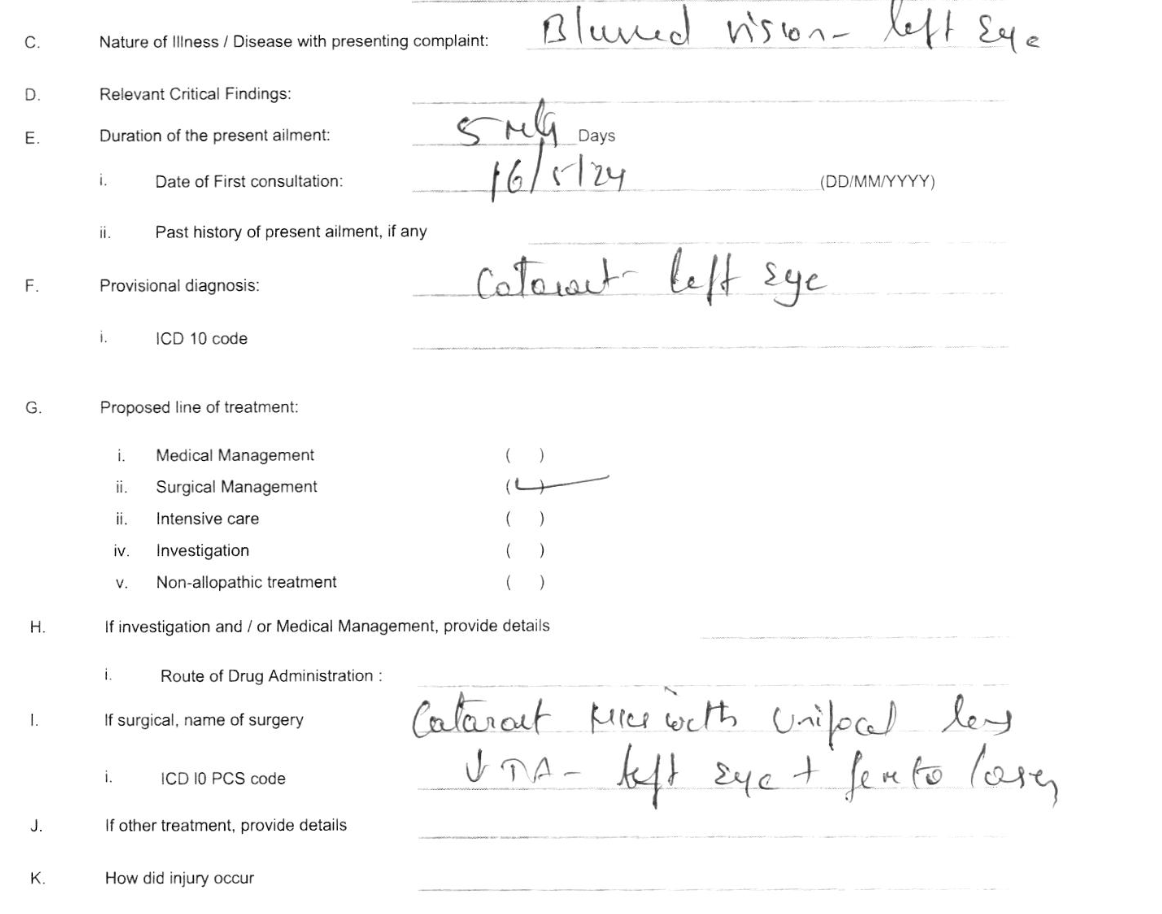 C. Nature of Illness / Disease with presenting complaint: Blurred vision - left Eye
D. Relevant Critical Findings:
E. Duration of the present ailment: 5 Days
i. Date of First consultation: 16/5/24 (DD/MM/YYYY)
ii. Past history of present ailment, if any
F. Provisional diagnosis: Cataract - left eye
i. ICD 10 code
G. Proposed line of treatment:
i. Medical Management ( )
ii. Surgical Management ( )
ii. Intensive care ( )
iv. Investigation ( )
v. Non-allopathic treatment ( )
H. If investigation and / or Medical Management, provide details
i. Route of Drug Administration :
I. If surgical, name of surgery Cataract with Unifocal lens
i. ICD I0 PCS code left eye + femto laser
J. If other treatment, provide details
K. How did injury occur